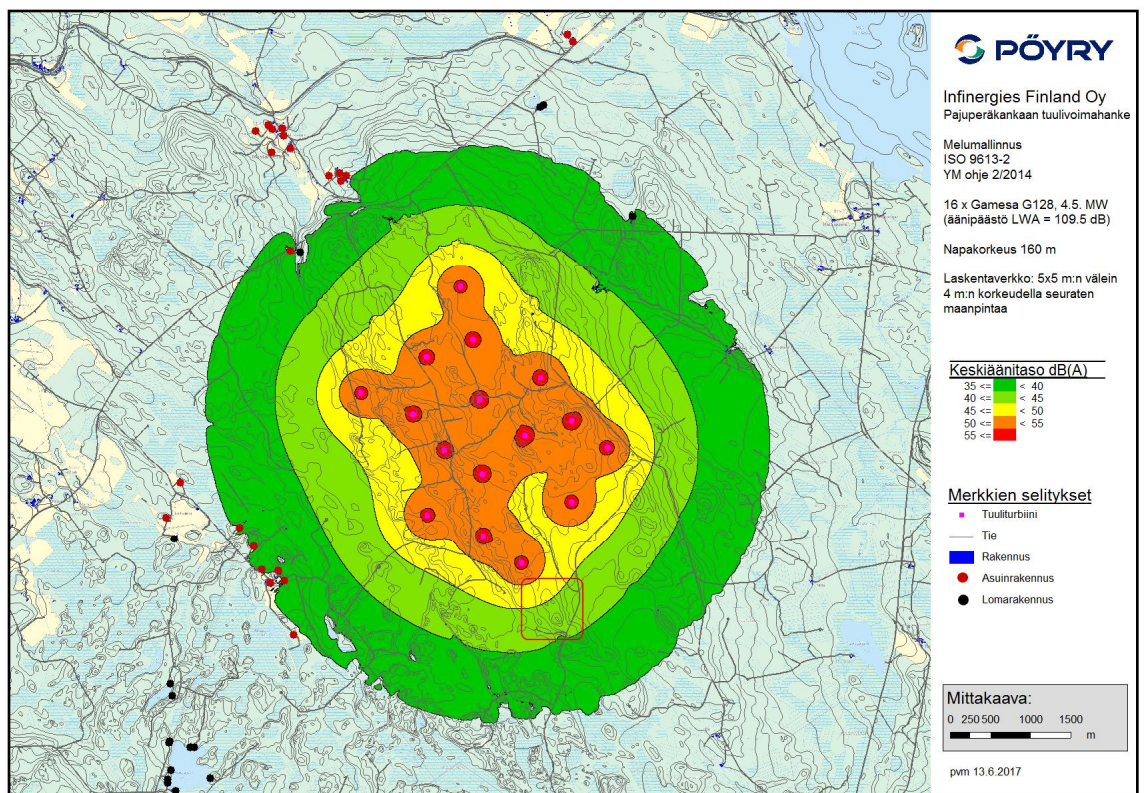 PÖYRY
Infinergies Finland Oy
Pajuperäkankaan tuulivoimahanke
Melumallinnus
ISO 9613-2
YM ohje 2/2014
16 x Gamesa G128, 4.5. MW
(äänipäästö LWA = 109.5 dB)
Napakorkeus 160 m
Laskentaverkko: 5x5 m:n välein
4 m:n korkeudella seuraten
maanpintaa
Keskiäänitaso dB(A)
35 <= < 40
40 <= < 45
45 <= < 50
50 <= < 55
55 <=
Merkkien selitykset
Tuuliturbiini
Tie
Rakennus
Asuinrakennus
Lomarakennus
Mittakaava:
0 250 500 1000 1500
m
pvm 13.6.2017